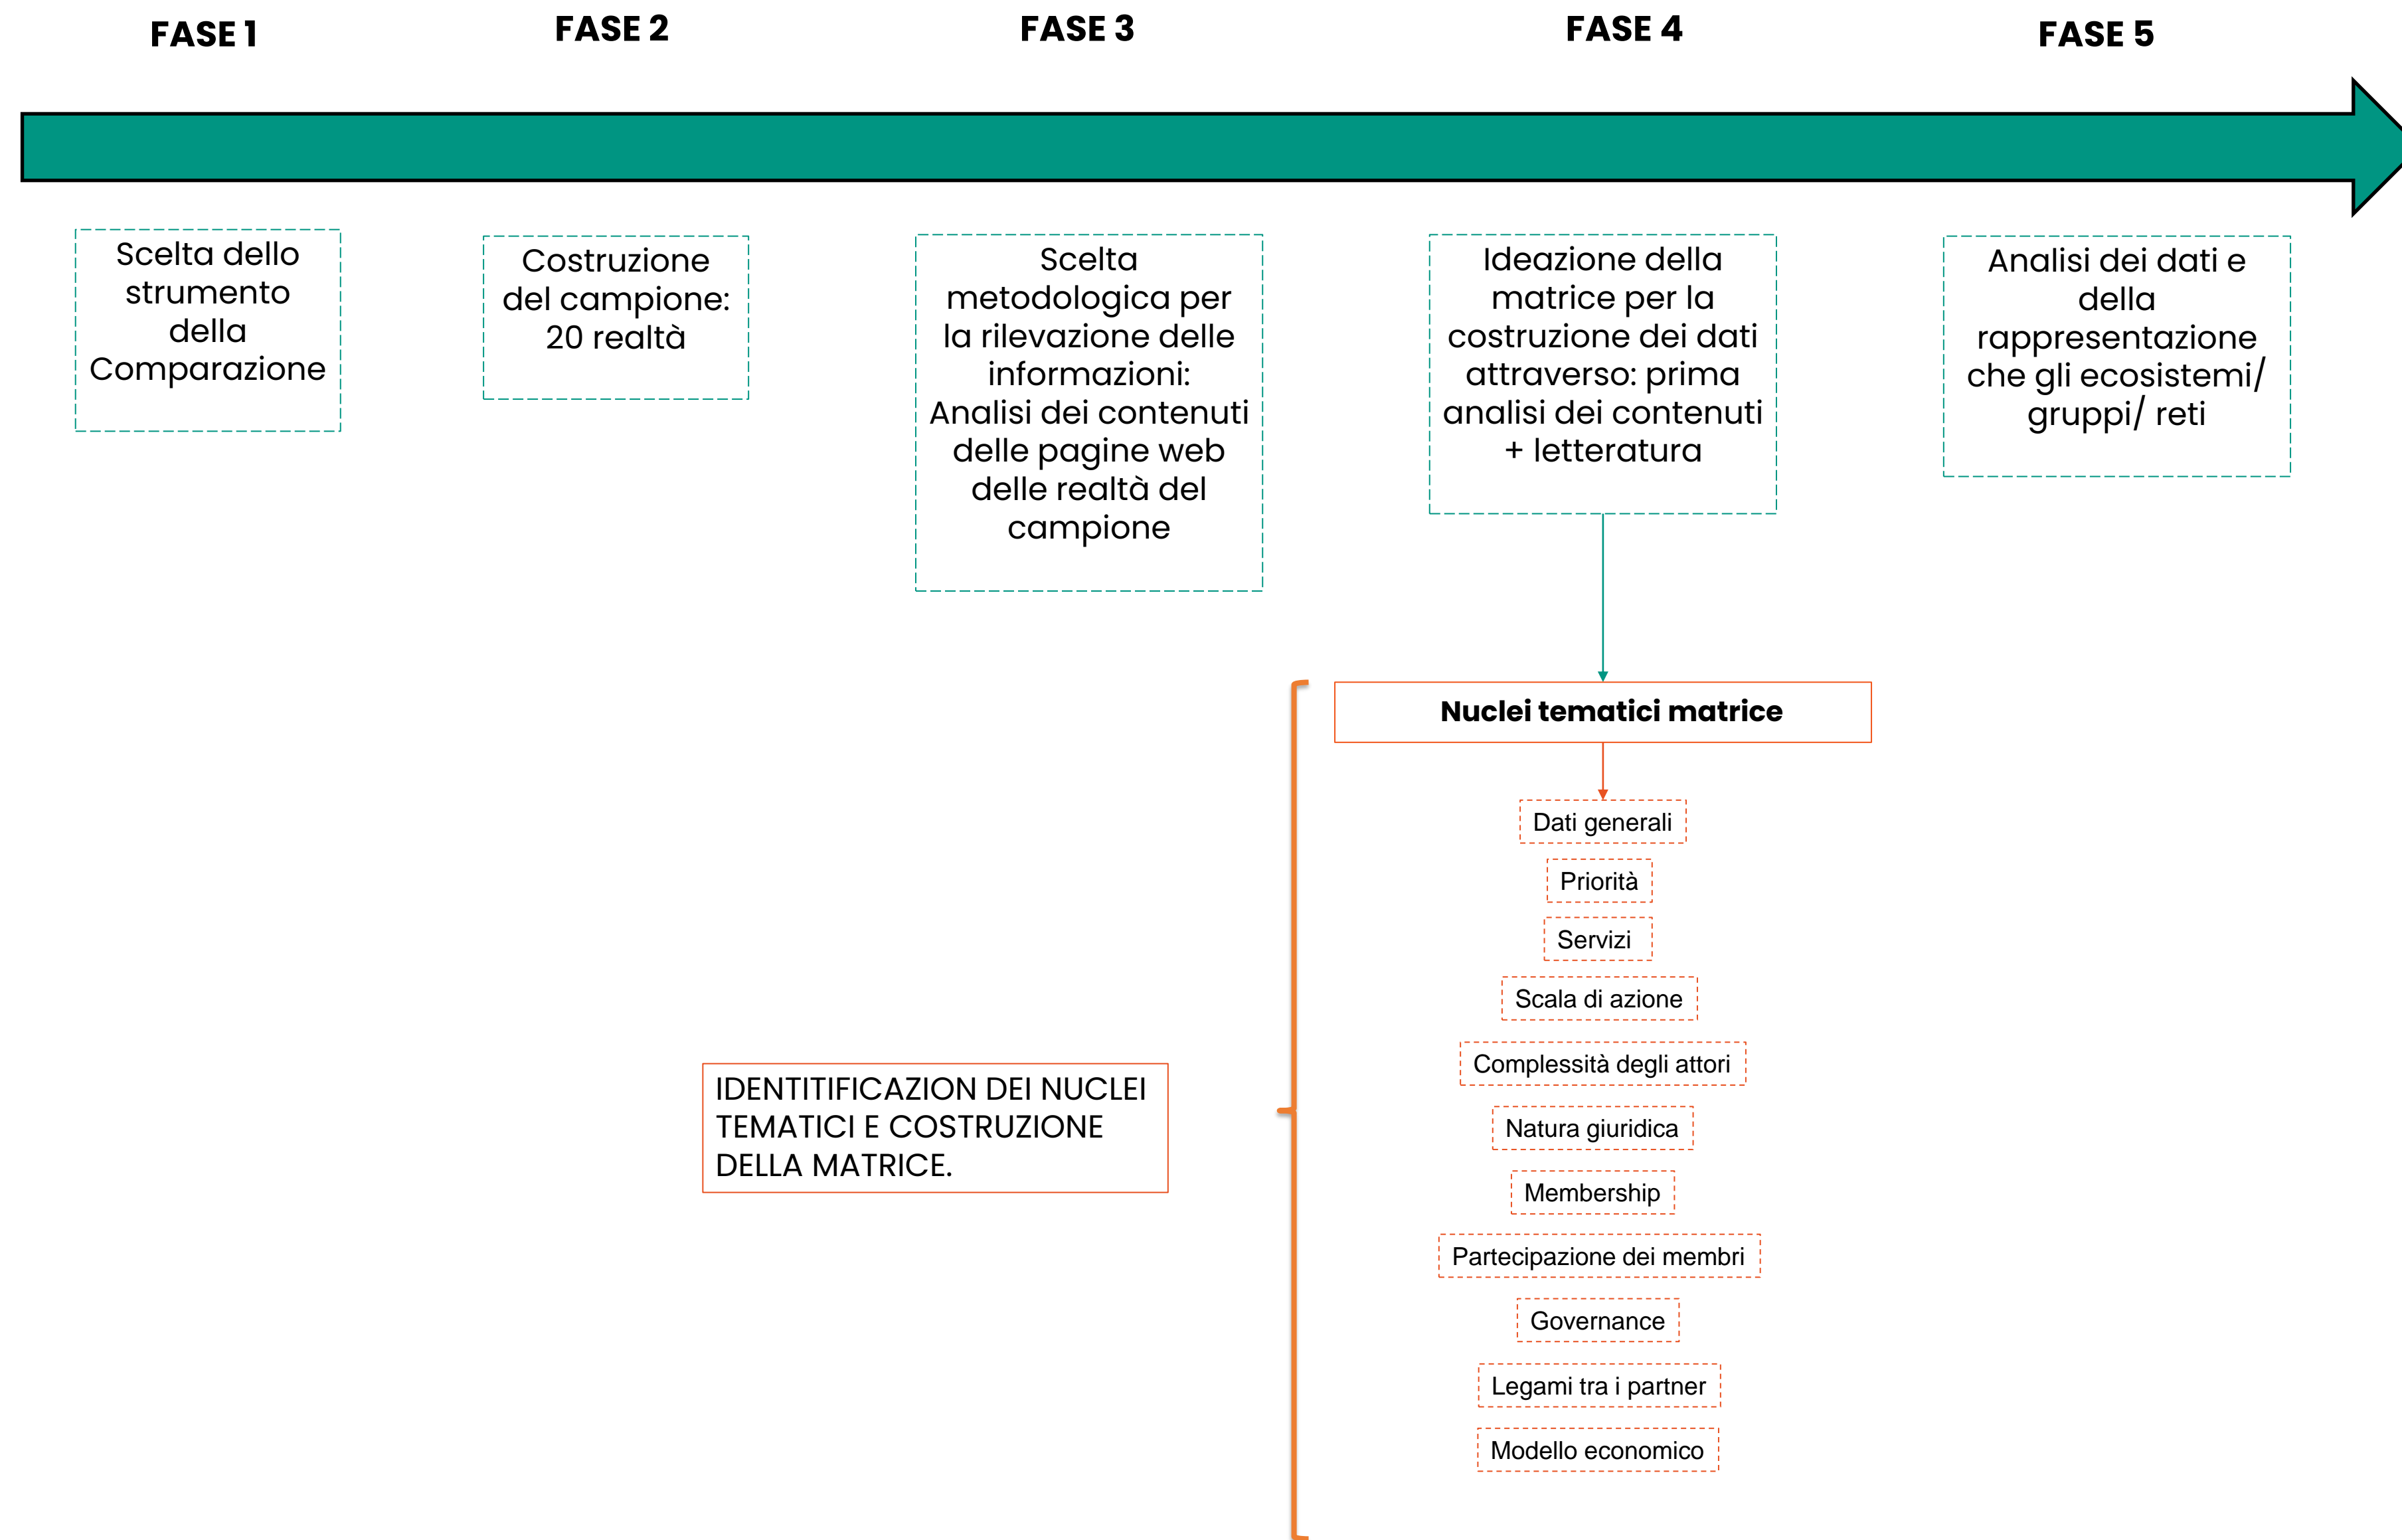 FASE 1
FASE 2
FASE 3
FASE 4
FASE 5
Scelta dello
strumento
della
Comparazione
Costruzione
del campione:
20 realtà
Scelta
metodologica per
la rilevazione delle
informazioni:
Analisi dei contenuti
delle pagine web
delle realtà del
campione
Ideazione della
matrice per la
costruzione dei dati
attraverso: prima
analisi dei contenuti
+ letteratura
Analisi dei dati e
della
rappresentazione
che gli ecosistemi/
gruppi/ reti
Nuclei tematici matrice
Dati generali
Priorità
Servizi
Scala di azione
Complessità degli attori
Natura giuridica
Membership
Partecipazione dei membri
Governance
Legami tra i partner
Modello economico
IDENTITIFICAZION DEI NUCLEI
TEMATICI E COSTRUZIONE
DELLA MATRICE.